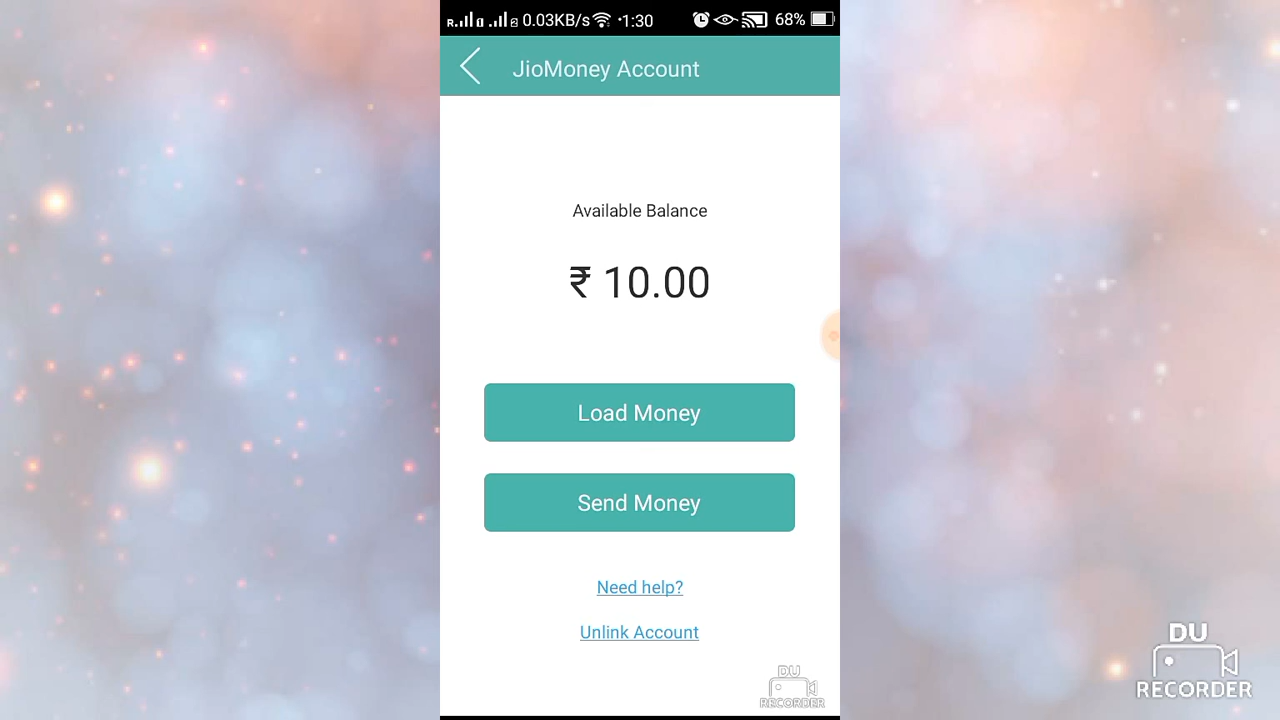 R 0.03KB/s 1:30 68%
JioMoney Account
Available Balance
₹ 10.00
Load Money
Send Money
Need help?
Unlink Account
DU
RECORDER
DU
RECORDER